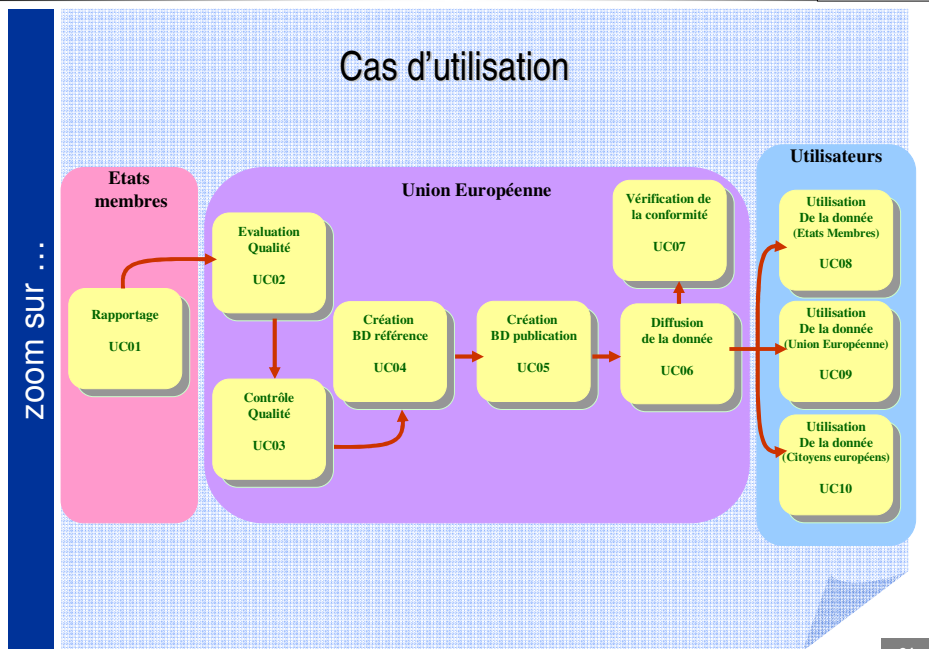 Cas d'utilisation
zoom sur …
Etats
membres
Rapportage
UC01
Union Européenne
Evaluation
Qualité
UC02
Contrôle
Qualité
UC03
Création
BD référence
UC04
Création
BD publication
UC05
Diffusion
de la donnée
UC06
Vérification de
la conformité
UC07
Utilisateurs
Utilisation
De la donnée
(Etats Membres)
UC08
Utilisation
De la donnée
(Union Européenne)
UC09
Utilisation
De la donnée
(Citoyens européens)
UC10